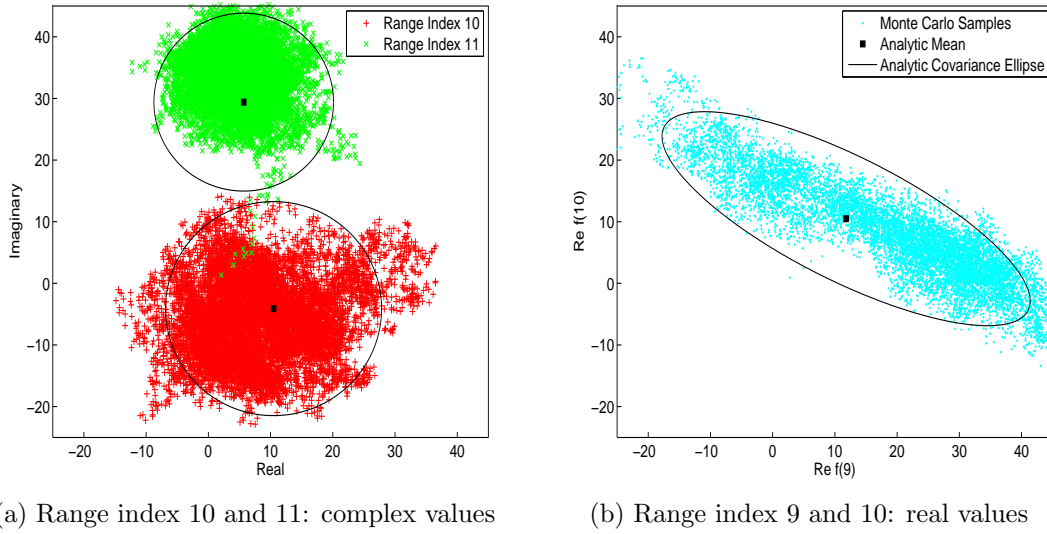 40
30
20
10
0
−10
−20
Imaginary
−20
0
10
20
40
Real
Range Index 10
Range Index 11
40
30
20
10
0
−10
−20
Re f(10)
−20
−10
0
10
20
30
40
Re f(9)
Monte Carlo Samples
Analytic Mean
Analytic Covariance Ellipse
(a) Range index 10 and 11: complex values
(b) Range index 9 and 10: real values